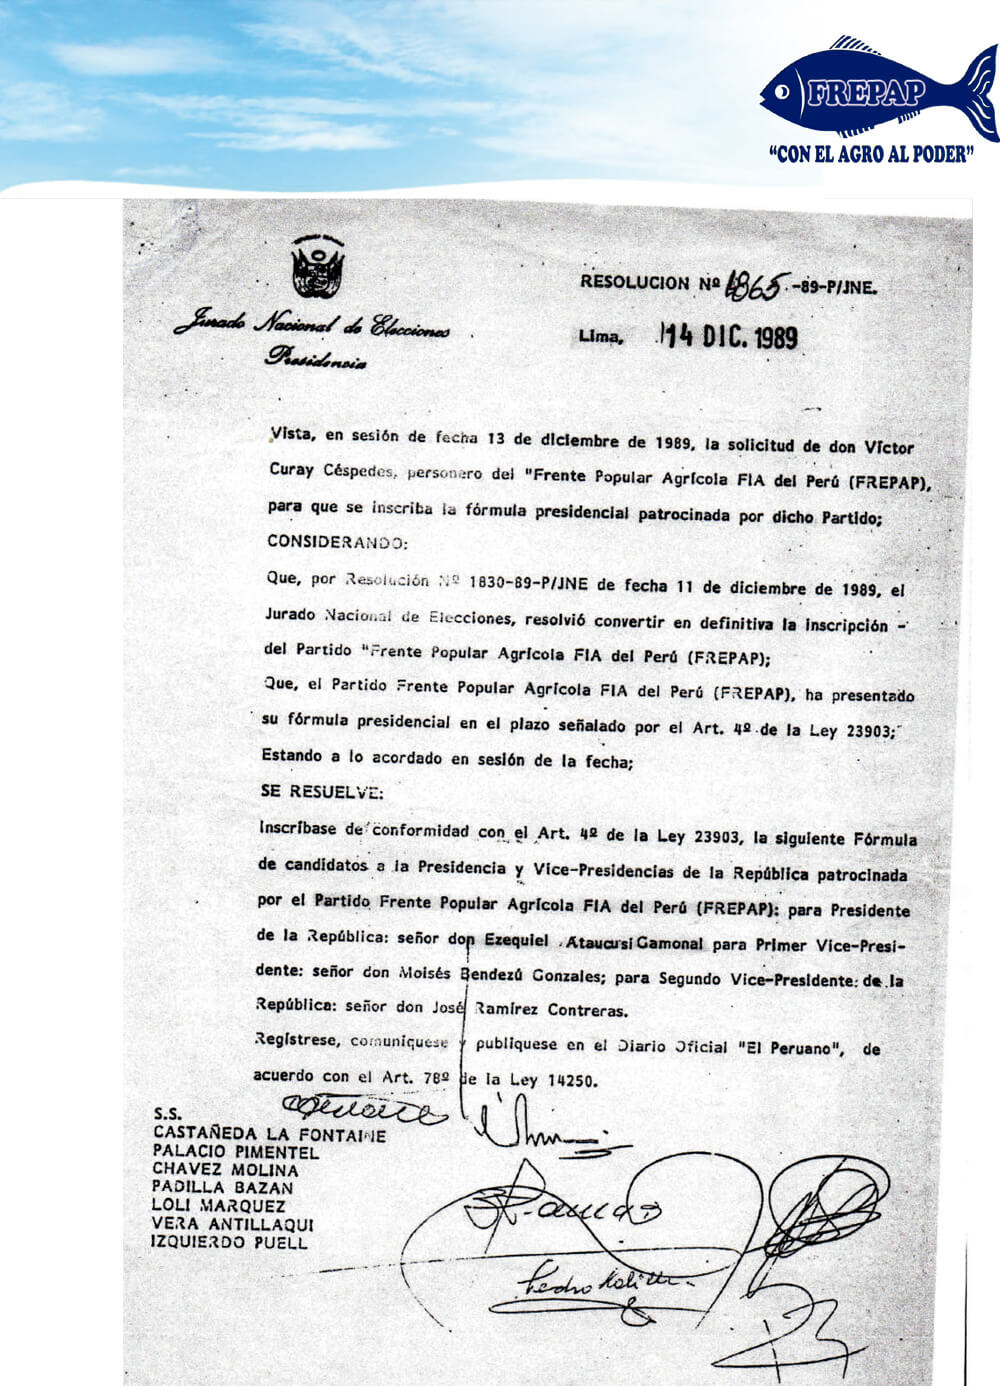 FREPAP
“CON EL AGRO AL PODER”
RESOLUCION Nº 1865.-89-P/JNE.
Jurado Nacional de Elecciones
Presidencia
Lima, 14 DIC. 1989
Vista, en sesión de fecha 13 de diciembre de 1989, la solicitud de don Víctor
Curay Céspedes, personero del "Frente Popular Agrícola FIA del Perú (FREPAP),
para que se inscriba la fórmula presidencial patrocinada por dicho Partido;
CONSIDERANDO:
Que, por Resolución Nº 1830-89-P/JNE de fecha 11 de diciembre de 1989, el
Jurado Nacional de Elecciones, resolvió convertir en definitiva la inscripción -
del Partido "Frente Popular Agrícola FIA del Perú (FREPAP);
Que, el Partido Frente Popular Agrícola FIA del Perú (FREPAP), ha presentado
su fórmula presidencial en el plazo señalado por el Art. 4º de la Ley 23903;
Estando a lo acordado en sesión de la fecha;
SE RESUELVE:
Inscríbase de conformidad con el Art. 4º de la Ley 23903, la siguiente Fórmula
de candidatos a la Presidencia y Vice-Presidencias de la República patrocinada
por el Partido Frente Popular Agrícola FIA del Perú (FREPAP): para Presidente
de la República: señor don Ezequiel Ataucusi Gamonal para Primer Vice-Presi-
dente: señor don Moisés Bendezú Gonzales; para Segundo Vice-Presidente: de la
República: señor don José Ramírez Contreras.
Regístrese, comuníquese y publíquese en el Diario Oficial "El Peruano", de
acuerdo con el Art. 78º de la Ley 14250.
S.S.
CASTAÑEDA LA FONTAINE
PALACIO PIMENTEL
CHAVEZ MOLINA
PADILLA BAZAN
LOLI MARQUEZ
VERA ANTILLAQUI
IZQUIERDO PUELL